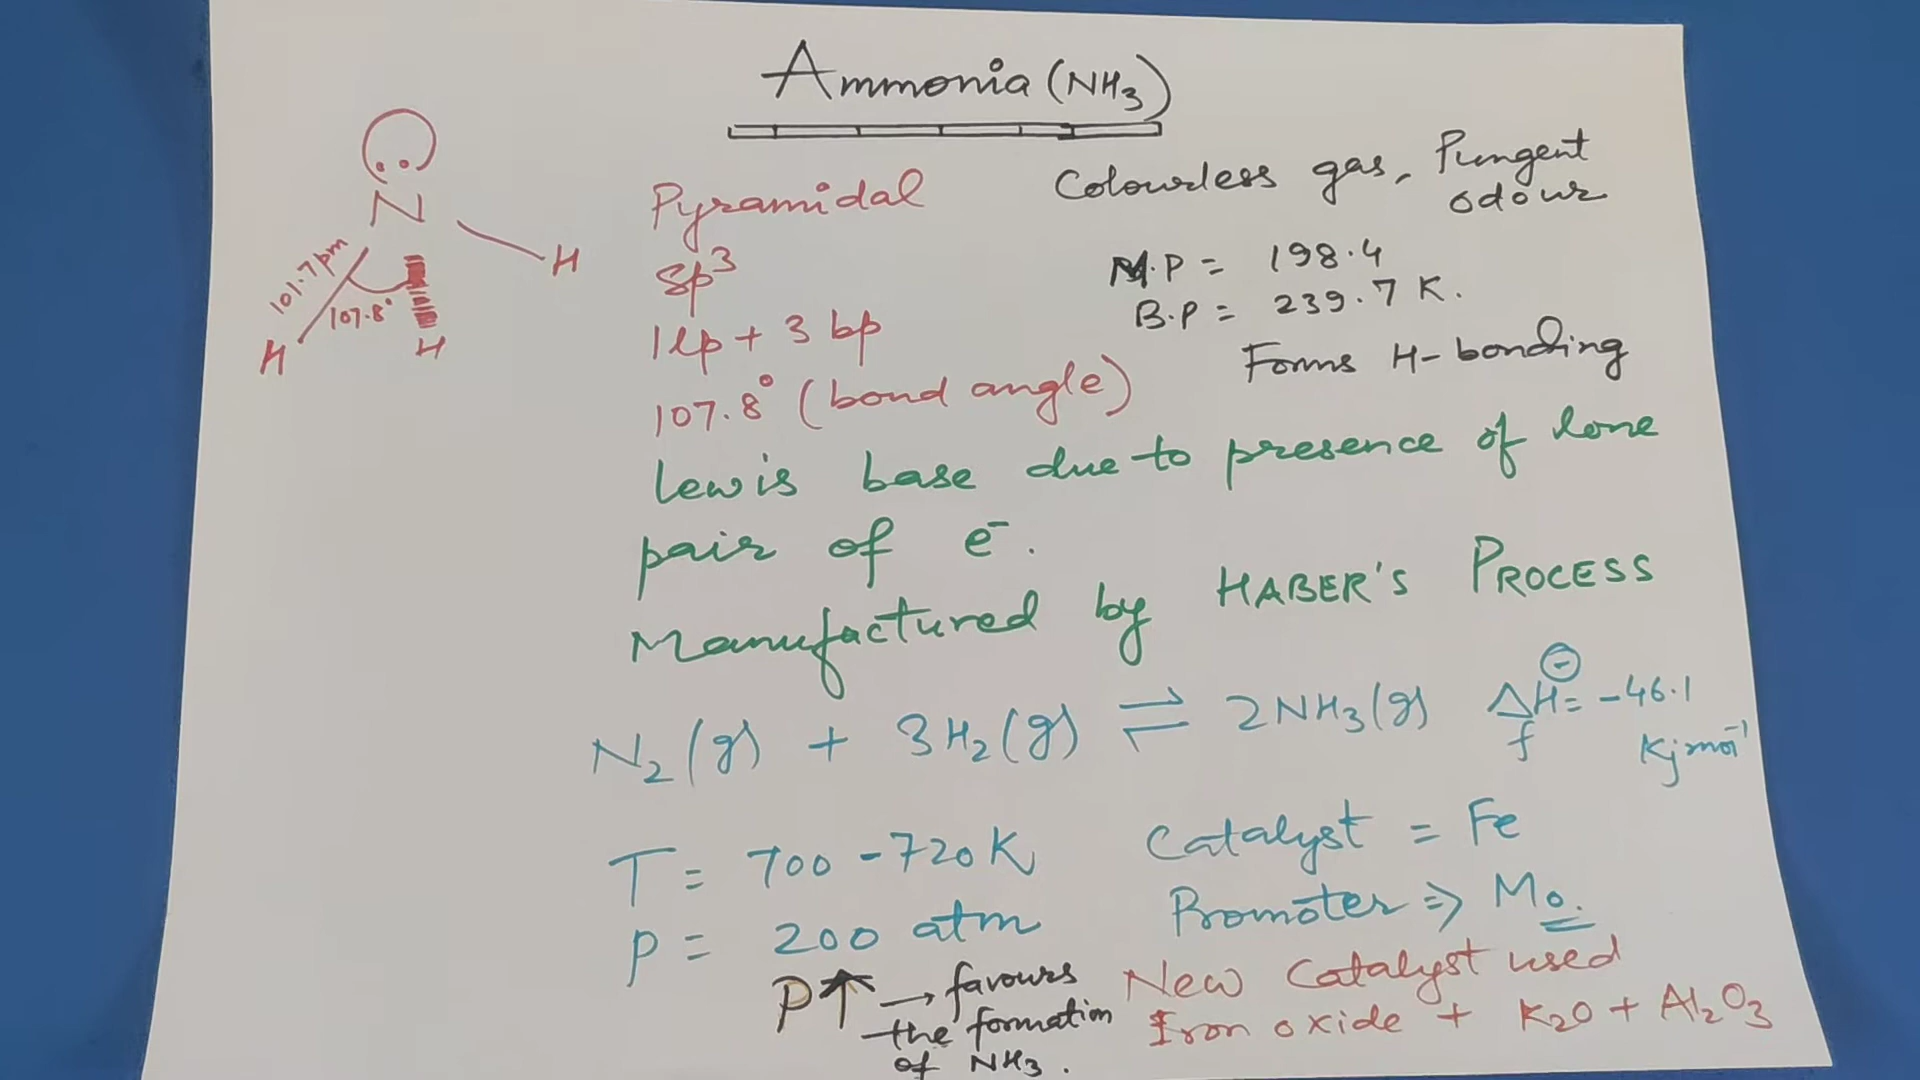 Ammonia (NH3)
N
H
H
H
101.7pm
107.8°
Pyramidal
Sp³
1lp + 3 bp
107.8° (bond angle)
Colourless gas, Pungent
odour
M.P = 198.4
B.P = 239.7 K.
Forms H-bonding
Lewis base due to presence of lone
pair of e⁻.
Manufactured by HABER'S PROCESS
N₂(g) + 3H₂(g) ⇌ 2NH₃(g) ΔfH⊖ = -46.1
Kjmol⁻¹
T = 700 - 720K
P = 200 atm
Catalyst = Fe
Promoter => Mo.
P↑ → favours
the formation
of NH3.
New Catalyst used
Iron oxide + K₂O + Al₂O₃